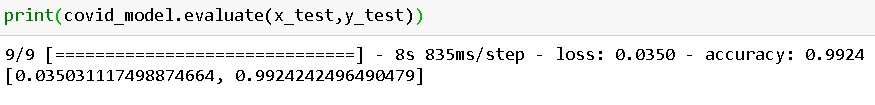 print(covid_model.evaluate(x_test,y_test))
9/9 [==============================] - 8s 835ms/step - loss: 0.0350 - accuracy: 0.9924
[0.035031117498874664, 0.9924242496490479]